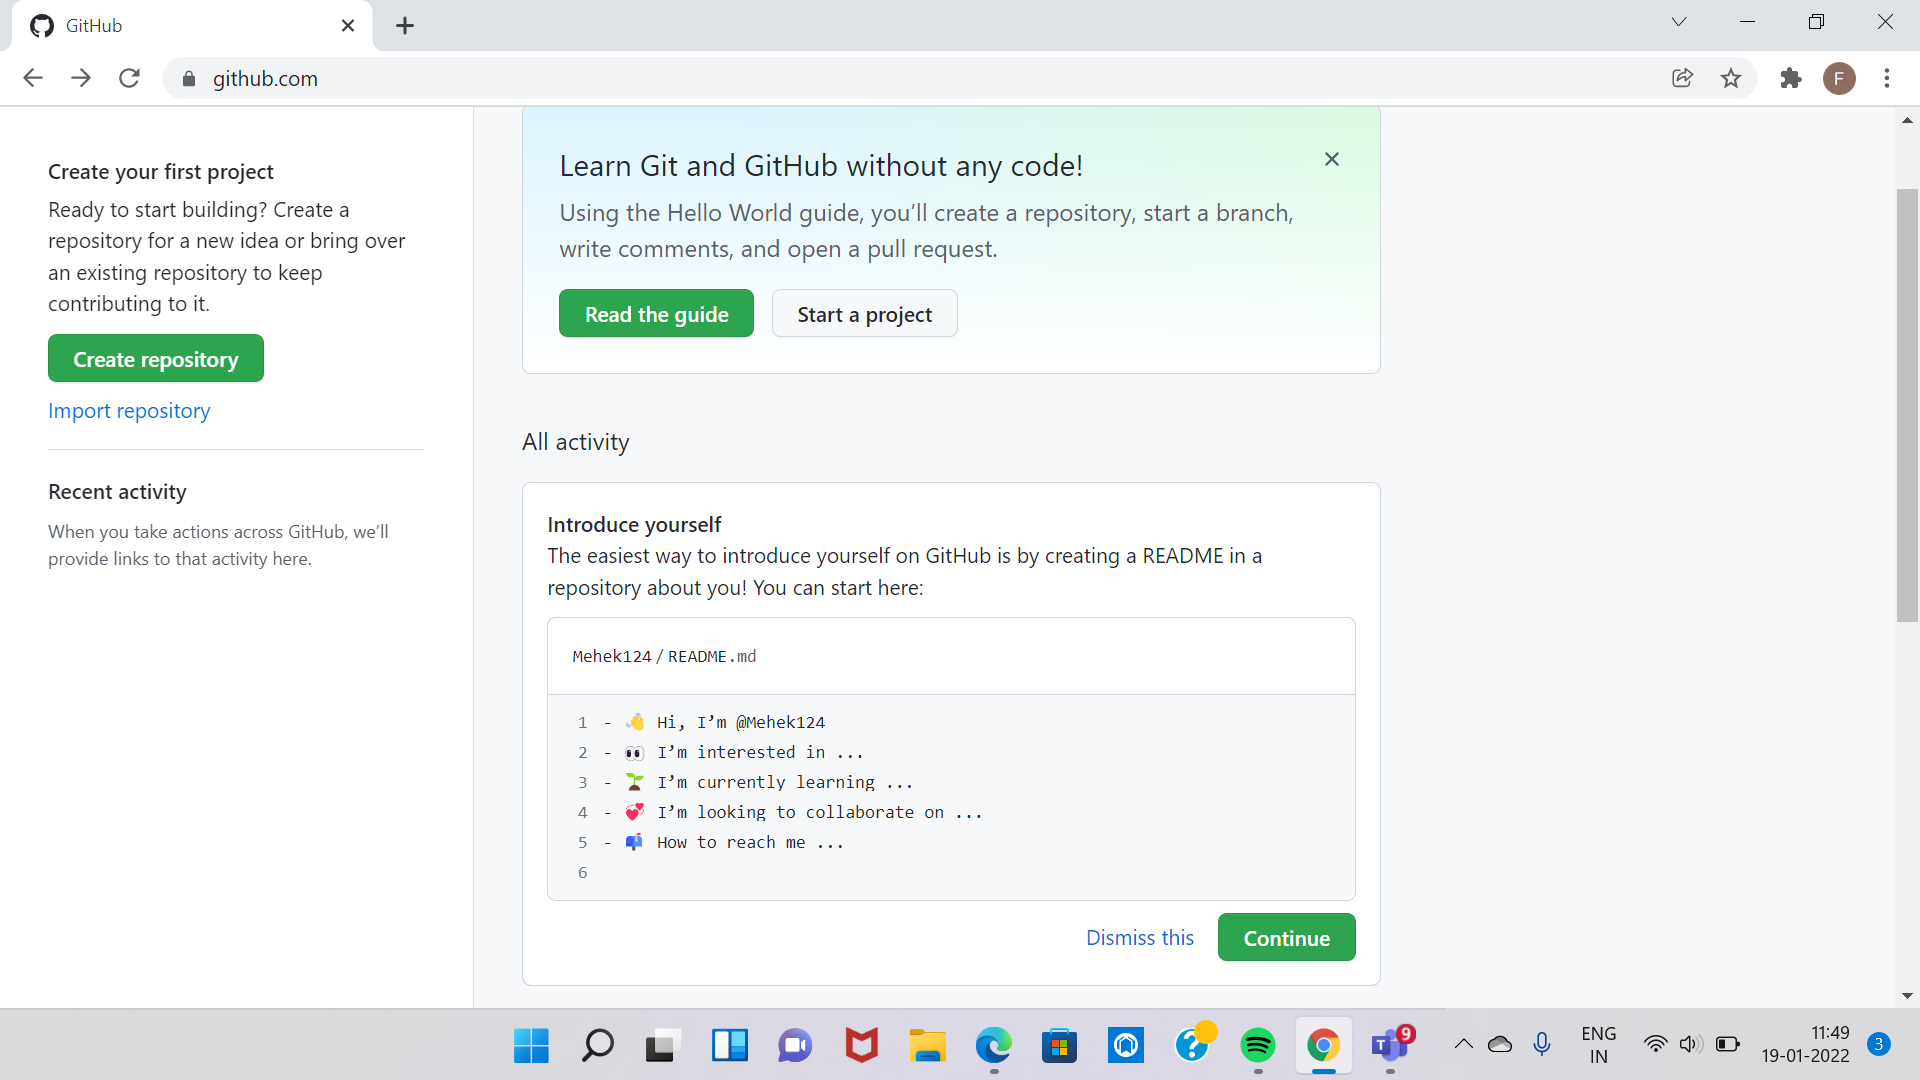 GitHub
github.com
F
Create your first project
Ready to start building? Create a
repository for a new idea or bring over
an existing repository to keep
contributing to it.
Create repository
Import repository
Recent activity
When you take actions across GitHub, we’ll
provide links to that activity here.
Learn Git and GitHub without any code!
Using the Hello World guide, you’ll create a repository, start a branch,
write comments, and open a pull request.
Read the guide
Start a project
All activity
Introduce yourself
The easiest way to introduce yourself on GitHub is by creating a README in a
repository about you! You can start here:
Mehek124 / README.md
1 - 👋 Hi, I’m @Mehek124
2 - 👀 I’m interested in ...
3 - 🌱 I’m currently learning ...
4 - 💞️ I’m looking to collaborate on ...
5 - 📫 How to reach me ...
6
Dismiss this
Continue
T
9
ENG
IN
11:49
19-01-2022
3